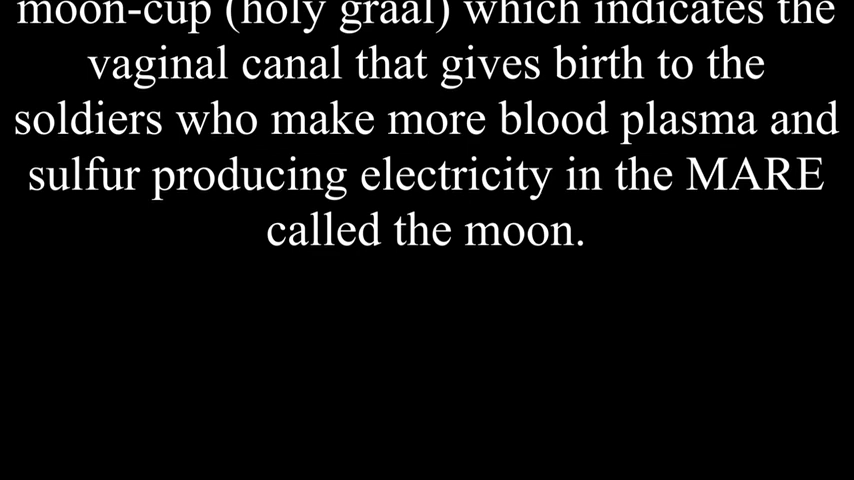 moon-cup (holy graal) which indicates the
vaginal canal that gives birth to the
soldiers who make more blood plasma and
sulfur producing electricity in the MARE
called the moon.